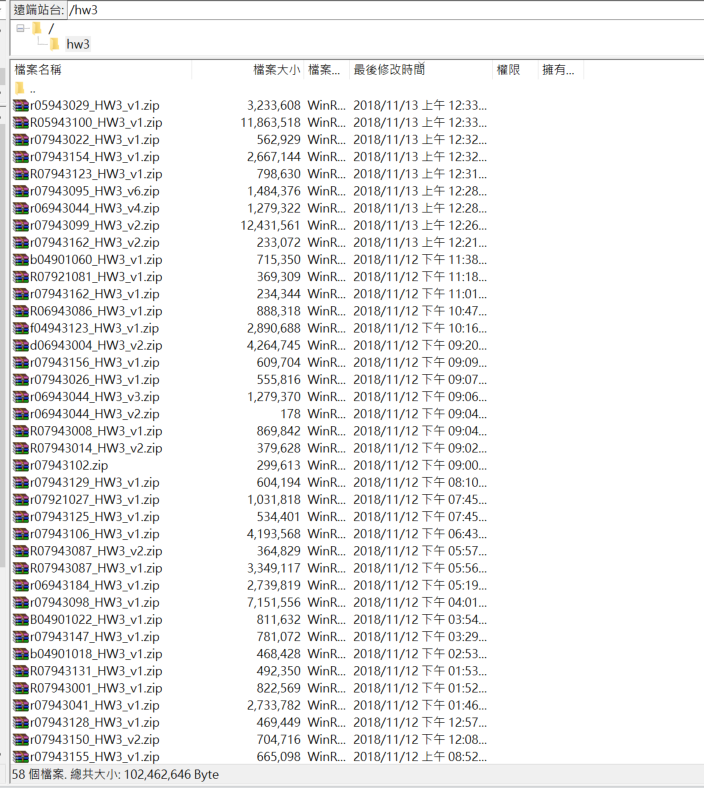 遠端站台: /hw3
/
hw3
檔案名稱 檔案大小 檔案... 最後修改時間 權限 擁有...
..
r05943029_HW3_v1.zip 3,233,608 WinR... 2018/11/13 上午 12:33...
R05943100_HW3_v1.zip 11,863,518 WinR... 2018/11/13 上午 12:33...
r07943022_HW3_v1.zip 562,929 WinR... 2018/11/13 上午 12:32...
r07943154_HW3_v1.zip 2,667,144 WinR... 2018/11/13 上午 12:32...
R07943123_HW3_v1.zip 798,630 WinR... 2018/11/13 上午 12:31...
r07943095_HW3_v6.zip 1,484,376 WinR... 2018/11/13 上午 12:28...
r06943044_HW3_v4.zip 1,279,322 WinR... 2018/11/13 上午 12:28...
r07943099_HW3_v2.zip 12,431,561 WinR... 2018/11/13 上午 12:26...
r07943162_HW3_v2.zip 233,072 WinR... 2018/11/13 上午 12:21...
b04901060_HW3_v1.zip 715,350 WinR... 2018/11/12 下午 11:38...
R07921081_HW3_v1.zip 369,309 WinR... 2018/11/12 下午 11:18...
r07943162_HW3_v1.zip 234,344 WinR... 2018/11/12 下午 11:01...
R06943086_HW3_v1.zip 888,318 WinR... 2018/11/12 下午 10:47...
f04943123_HW3_v1.zip 2,890,688 WinR... 2018/11/12 下午 10:16...
d06943004_HW3_v2.zip 4,264,745 WinR... 2018/11/12 下午 09:20...
r07943156_HW3_v1.zip 609,704 WinR... 2018/11/12 下午 09:09...
r07943026_HW3_v1.zip 555,816 WinR... 2018/11/12 下午 09:07...
r06943044_HW3_v3.zip 1,279,370 WinR... 2018/11/12 下午 09:06...
r06943044_HW3_v2.zip 178 WinR... 2018/11/12 下午 09:04...
R07943008_HW3_v1.zip 869,842 WinR... 2018/11/12 下午 09:04...
R07943014_HW3_v2.zip 379,628 WinR... 2018/11/12 下午 09:02...
r07943102.zip 299,613 WinR... 2018/11/12 下午 09:00...
r07943129_HW3_v1.zip 604,194 WinR... 2018/11/12 下午 08:10...
r07921027_HW3_v1.zip 1,031,818 WinR... 2018/11/12 下午 07:45...
r07943125_HW3_v1.zip 534,401 WinR... 2018/11/12 下午 07:45...
r07943106_HW3_v1.zip 4,193,568 WinR... 2018/11/12 下午 06:43...
R07943087_HW3_v2.zip 364,829 WinR... 2018/11/12 下午 05:57...
R07943087_HW3_v1.zip 3,349,117 WinR... 2018/11/12 下午 05:56...
r06943184_HW3_v1.zip 2,739,819 WinR... 2018/11/12 下午 05:19...
r07943098_HW3_v1.zip 7,151,556 WinR... 2018/11/12 下午 04:01...
B04901022_HW3_v1.zip 811,632 WinR... 2018/11/12 下午 03:54...
r07943147_HW3_v1.zip 781,072 WinR... 2018/11/12 下午 03:29...
b04901018_HW3_v1.zip 468,428 WinR... 2018/11/12 下午 02:53...
R07943131_HW3_v1.zip 492,350 WinR... 2018/11/12 下午 01:53...
R07943001_HW3_v1.zip 822,569 WinR... 2018/11/12 下午 01:52...
r07943041_HW3_v1.zip 2,733,782 WinR... 2018/11/12 下午 01:46...
r07943128_HW3_v1.zip 469,449 WinR... 2018/11/12 下午 12:57...
r07943150_HW3_v2.zip 704,716 WinR... 2018/11/12 下午 12:08...
r07943155_HW3_v1.zip 665,098 WinR... 2018/11/12 上午 08:52...
58 個檔案. 總共大小: 102,462,646 Byte